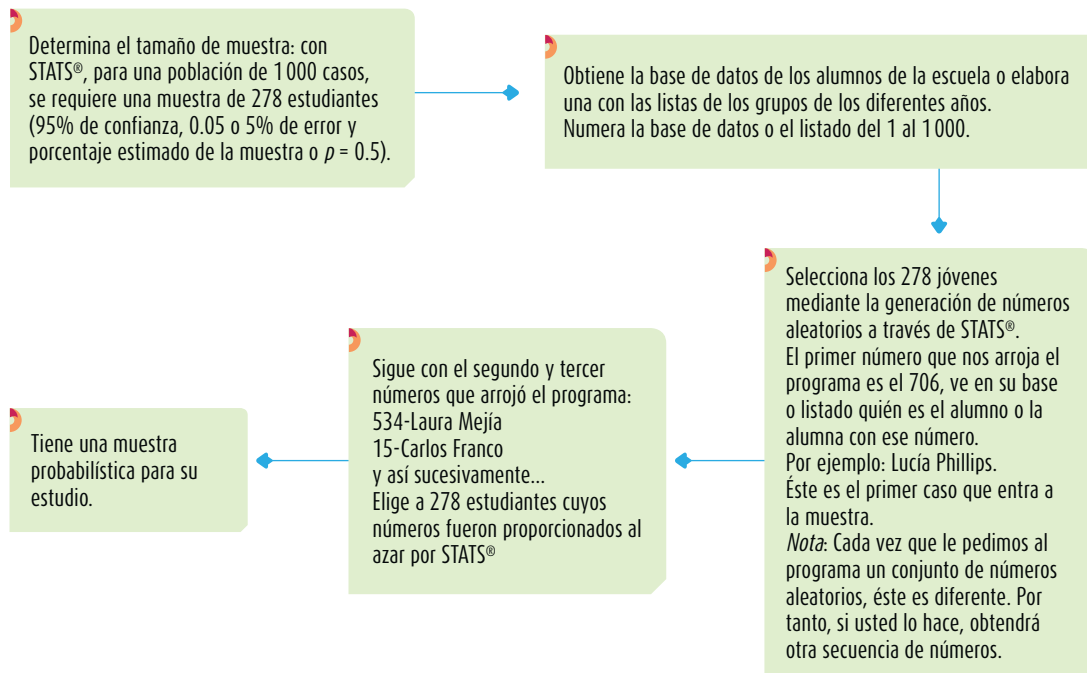 Determina el tamaño de muestra: con
STATS®, para una población de 1 000 casos,
se requiere una muestra de 278 estudiantes
(95% de confianza, 0.05 o 5% de error y
porcentaje estimado de la muestra o p = 0.5).
Obtiene la base de datos de los alumnos de la escuela o elabora
una con las listas de los grupos de los diferentes años.
Numera la base de datos o el listado del 1 al 1 000.
Selecciona los 278 jóvenes
mediante la generación de números
aleatorios a través de STATS®.
El primer número que nos arroja el
programa es el 706, ve en su base
o listado quién es el alumno o la
alumna con ese número.
Por ejemplo: Lucía Phillips.
Éste es el primer caso que entra a
la muestra.
Nota: Cada vez que le pedimos al
programa un conjunto de números
aleatorios, éste es diferente. Por
tanto, si usted lo hace, obtendrá
otra secuencia de números.
Sigue con el segundo y tercer
números que arrojó el programa:
534-Laura Mejía
15-Carlos Franco
y así sucesivamente...
Elige a 278 estudiantes cuyos
números fueron proporcionados al
azar por STATS®
Tiene una muestra
probabilística para su
estudio.